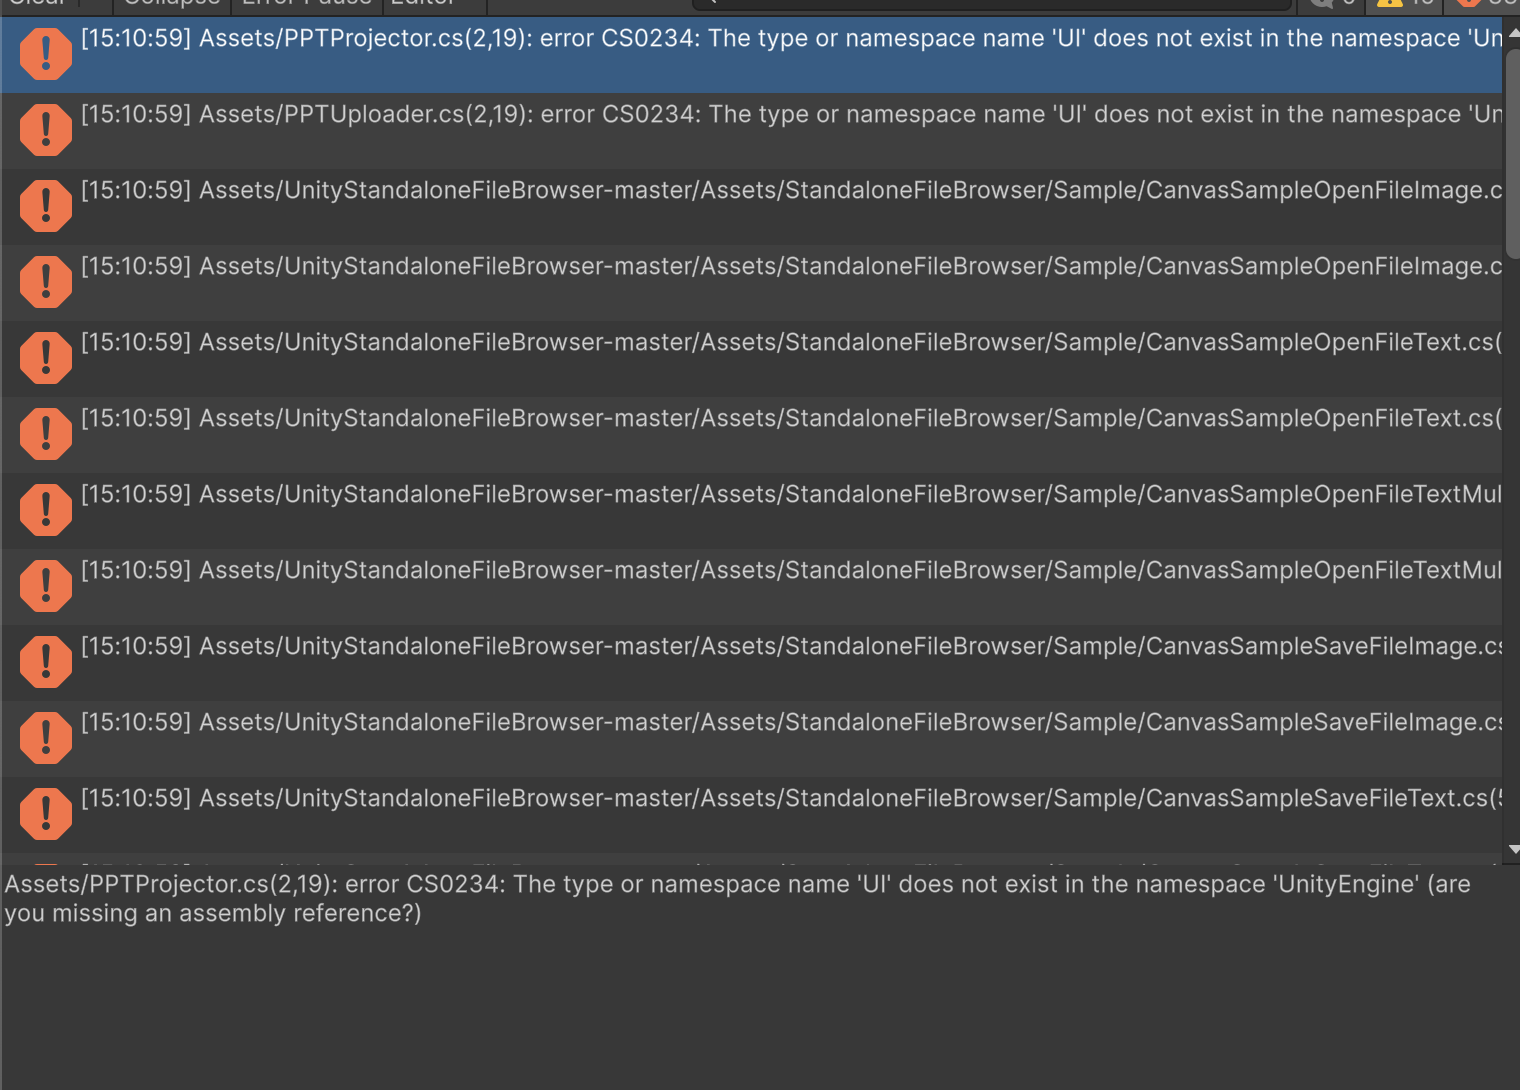 Clear Collapse Error Pause Editor
[15:10:59] Assets/PPTProjector.cs(2,19): error CS0234: The type or namespace name 'UI' does not exist in the namespace 'Un
[15:10:59] Assets/PPTUploader.cs(2,19): error CS0234: The type or namespace name 'UI' does not exist in the namespace 'Un
[15:10:59] Assets/UnityStandaloneFileBrowser-master/Assets/StandaloneFileBrowser/Sample/CanvasSampleOpenFileImage.c
[15:10:59] Assets/UnityStandaloneFileBrowser-master/Assets/StandaloneFileBrowser/Sample/CanvasSampleOpenFileImage.c
[15:10:59] Assets/UnityStandaloneFileBrowser-master/Assets/StandaloneFileBrowser/Sample/CanvasSampleOpenFileText.cs(
[15:10:59] Assets/UnityStandaloneFileBrowser-master/Assets/StandaloneFileBrowser/Sample/CanvasSampleOpenFileText.cs(
[15:10:59] Assets/UnityStandaloneFileBrowser-master/Assets/StandaloneFileBrowser/Sample/CanvasSampleOpenFileTextMul
[15:10:59] Assets/UnityStandaloneFileBrowser-master/Assets/StandaloneFileBrowser/Sample/CanvasSampleOpenFileTextMul
[15:10:59] Assets/UnityStandaloneFileBrowser-master/Assets/StandaloneFileBrowser/Sample/CanvasSampleSaveFileImage.cs
[15:10:59] Assets/UnityStandaloneFileBrowser-master/Assets/StandaloneFileBrowser/Sample/CanvasSampleSaveFileImage.cs
[15:10:59] Assets/UnityStandaloneFileBrowser-master/Assets/StandaloneFileBrowser/Sample/CanvasSampleSaveFileText.cs(5
Assets/PPTProjector.cs(2,19): error CS0234: The type or namespace name 'UI' does not exist in the namespace 'UnityEngine' (are
you missing an assembly reference?)